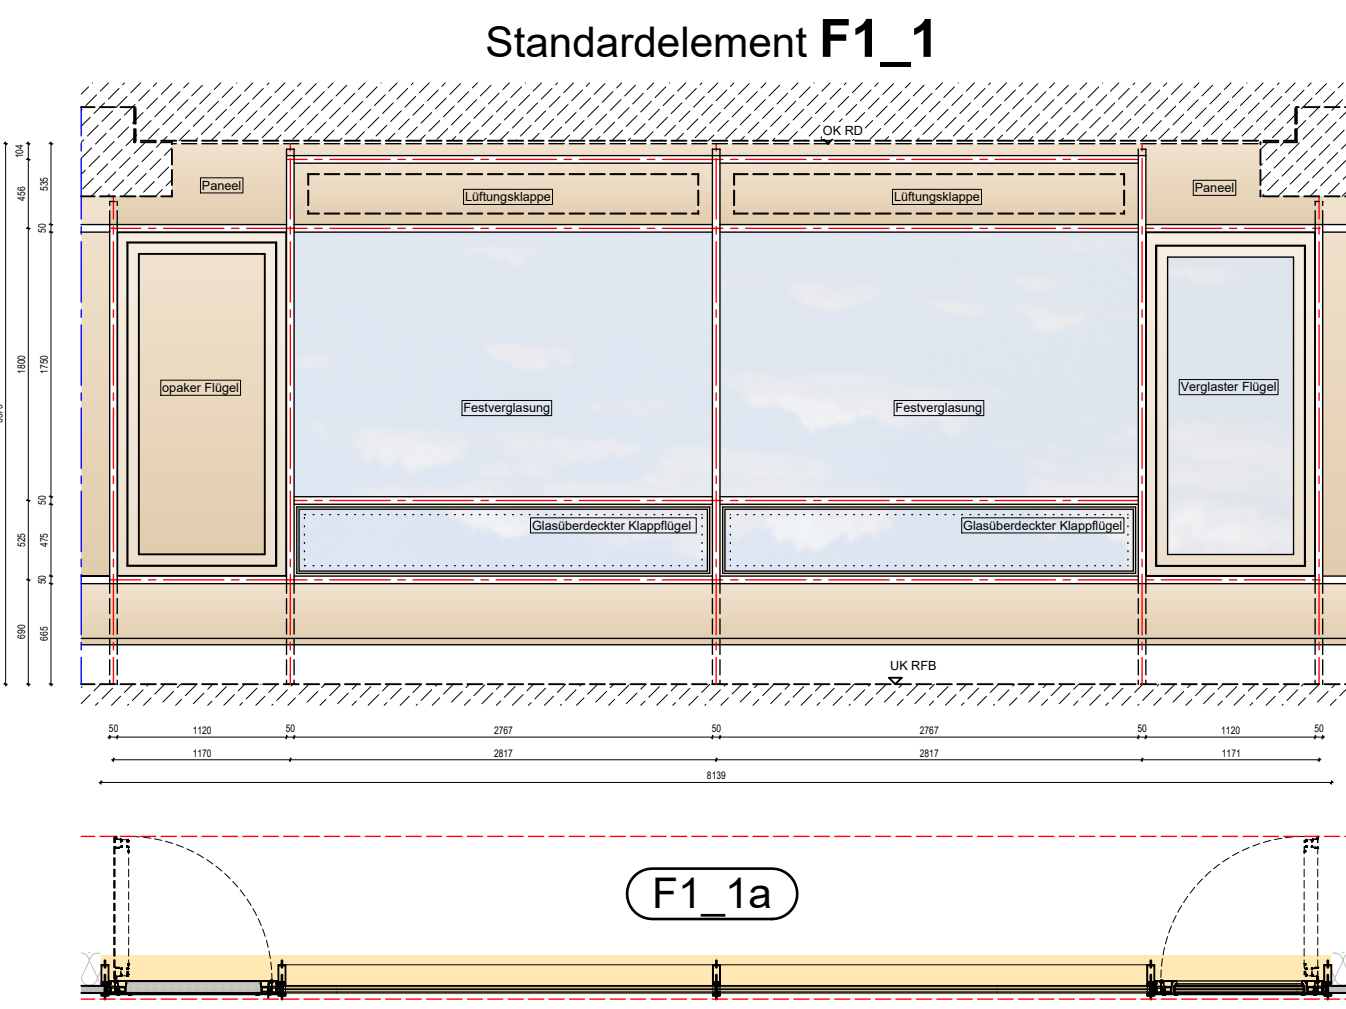 Standardelement F1_1
OK RD
Paneel
Lüftungsklappe
Lüftungsklappe
Paneel
104
535
456
50
opaker Flügel
Festverglasung
Festverglasung
Verglaster Flügel
1800
1750
50
Glasüberdeckter Klappflügel
Glasüberdeckter Klappflügel
525
475
50
690
665
UK RFB
50 1120 50 2767 50 2767 50 1120 50
1170 2817 2817 1171
8139
F1_1a